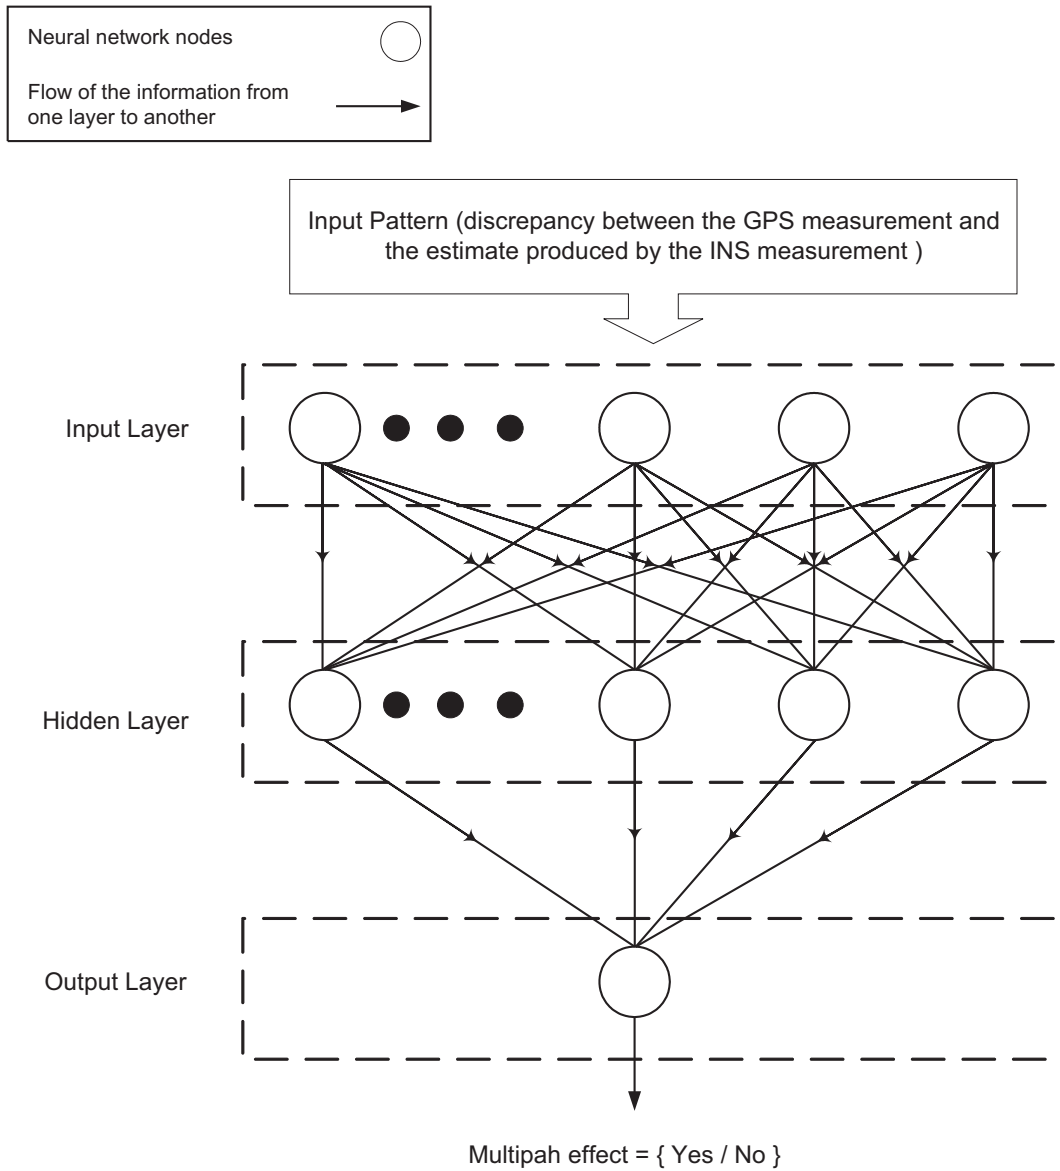 Neural network nodes
Flow of the information from
one layer to another
Input Pattern (discrepancy between the GPS measurement and
the estimate produced by the INS measurement )
Input Layer
Hidden Layer
Output Layer
Multipah effect = { Yes / No }